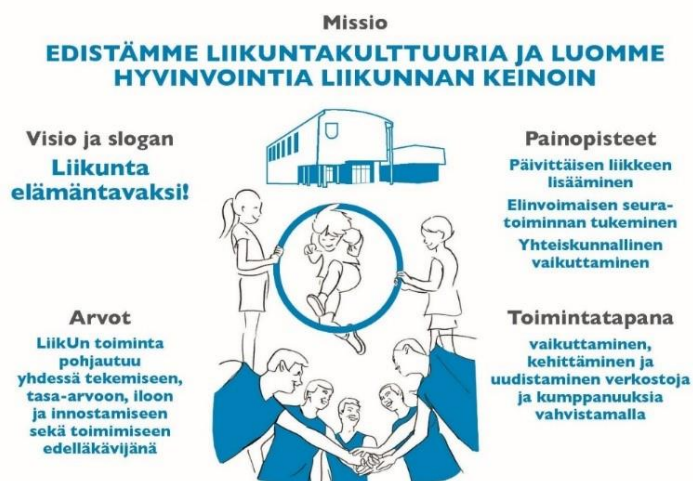 Missio
EDISTÄMME LIIKUNTAKULTTUURIA JA LUOMME
HYVINVOINTIA LIIKUNNAN KEINOIN
Visio ja slogan
Liikunta
elämäntavaksi!
Painopisteet
Päivittäisen liikkeen
lisääminen
Elinvoimaisen seura-
toiminnan tukeminen
Yhteiskunnallinen
vaikuttaminen
Arvot
LiikUn toiminta
pohjautuu
yhdessä tekemiseen,
tasa-arvoon, iloon
ja innostamiseen
sekä toimimiseen
edelläkävijänä
Toimintatapana
vaikuttaminen,
kehittäminen ja
uudistaminen verkostoja
ja kumppanuuksia
vahvistamalla